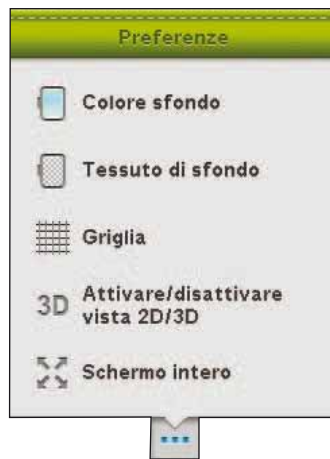 Preferenze
Colore sfondo
Tessuto di sfondo
Griglia
3D Attivare/disattivare
vista 2D/3D
Schermo intero